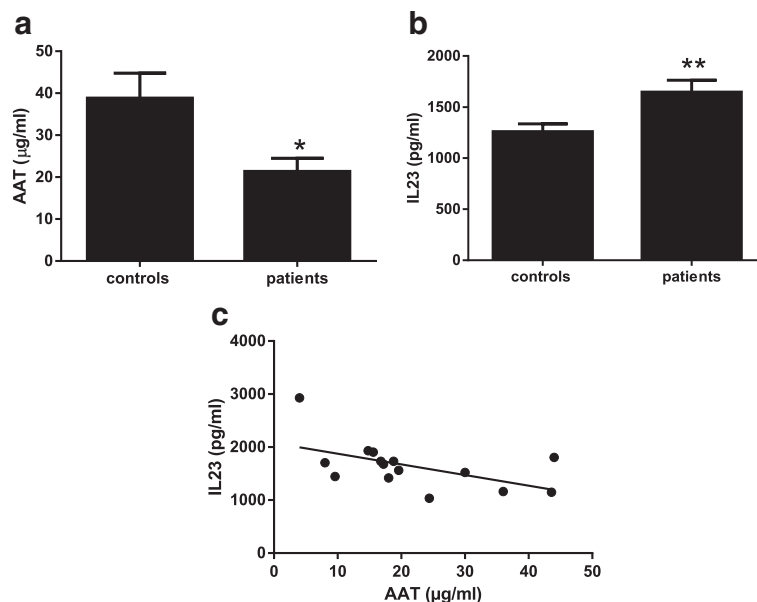 a
AAT (µg/ml)
50
40
30
20
10
0
*
controls
patients
b
IL23 (pg/ml)
2000
1500
1000
500
0
**
controls
patients
c
IL23 (pg/ml)
4000
3000
2000
1000
0
0
10
20
30
40
50
AAT (µg/ml)